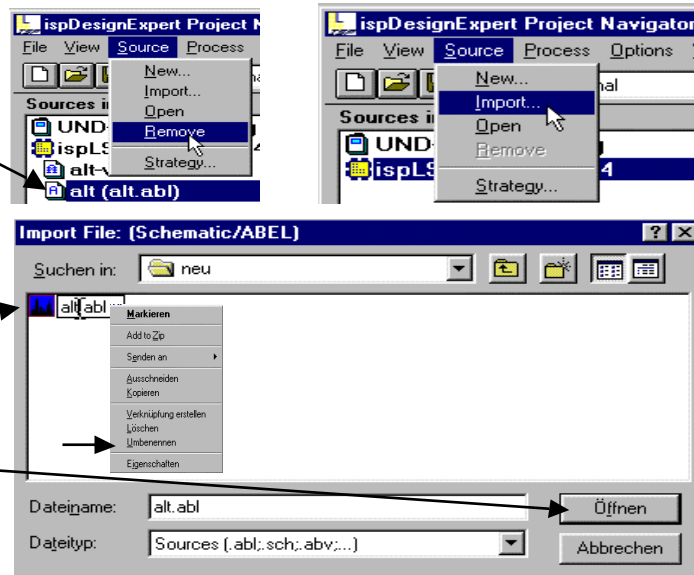 ispDesignExpert Project N
File View Source Process
New...
Import...
Open
Remove
Strategy...
Sources i
UND-
ispLS
alt-v
alt (alt.abl)
ispDesignExpert Project Navigator
File View Source Process Options
New...
Import...
Open
Remove
Strategy...
nal
Sources i
UND-
ispLS 4
Import File: (Schematic/ABEL)
Suchen in: neu
alt.abl
Markieren
Add to Zip
Senden an
Ausschneiden
Kopieren
Verknüpfung erstellen
Löschen
Umbenennen
Eigenschaften
Dateiname: alt.abl Öffnen
Dateityp: Sources (.abl;.sch;.abv;...) Abbrechen